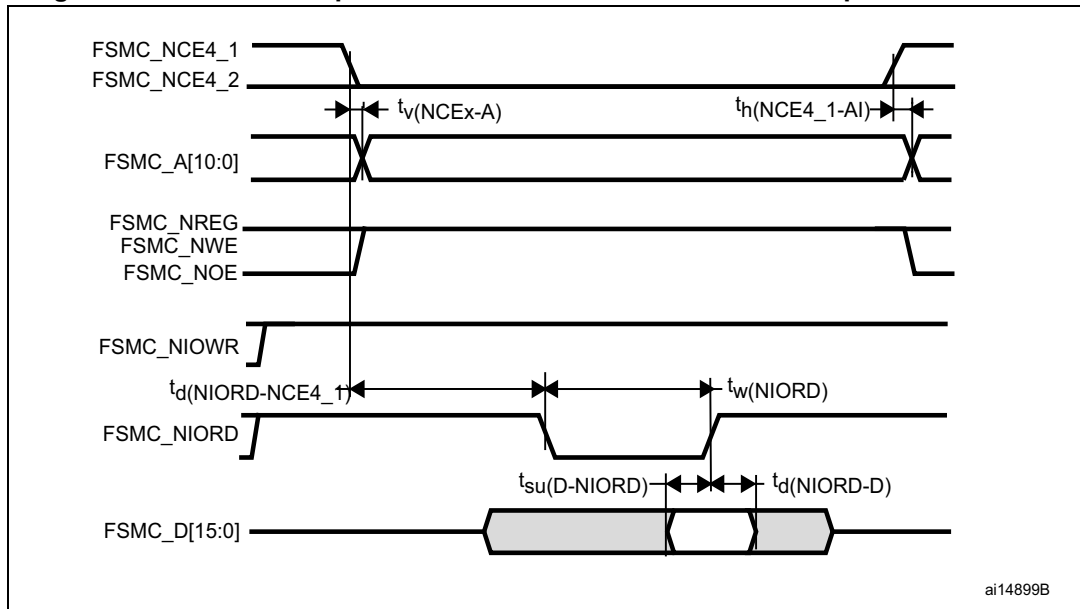 FSMC_NCE4_1
FSMC_NCE4_2
tv(NCEx-A)
th(NCE4_1-AI)
FSMC_A[10:0]
FSMC_NREG
FSMC_NWE
FSMC_NOE
FSMC_NIOWR
td(NIORD-NCE4_1)
tw(NIORD)
FSMC_NIORD
tsu(D-NIORD)
td(NIORD-D)
FSMC_D[15:0]
ai14899B